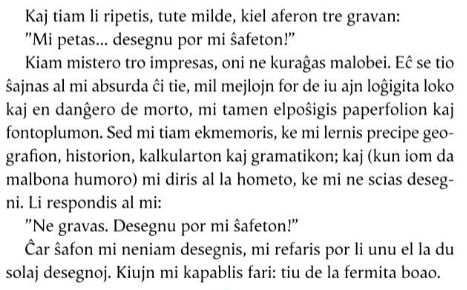 Kaj tiam li ripetis, tute milde, kiel aferon tre gravan:
”Mi petas... desegnu por mi ŝafeton!”
Kiam mistero tro impresas, oni ne kuraĝas malobei. Eĉ se tio
ŝajnas al mi absurda ĉi tie, mil mejlojn for de iu ajn loĝigita loko
kaj en danĝero de morto, mi tamen elpoŝigis paperfolion kaj
fontoplumon. Sed mi tiam ekmemoris, ke mi lernis precipe geo-
grafion, historion, kalkularton kaj gramatikon; kaj (kun iom da
malbona humoro) mi diris al la hometo, ke mi ne scias deseg-
ni. Li respondis al mi:
”Ne gravas. Desegnu por mi ŝafeton!”
Ĉar ŝafon mi neniam desegnis, mi refaris por li unu el la du
solaj desegnoj. Kiujn mi kapablis fari: tiu de la fermita boao.